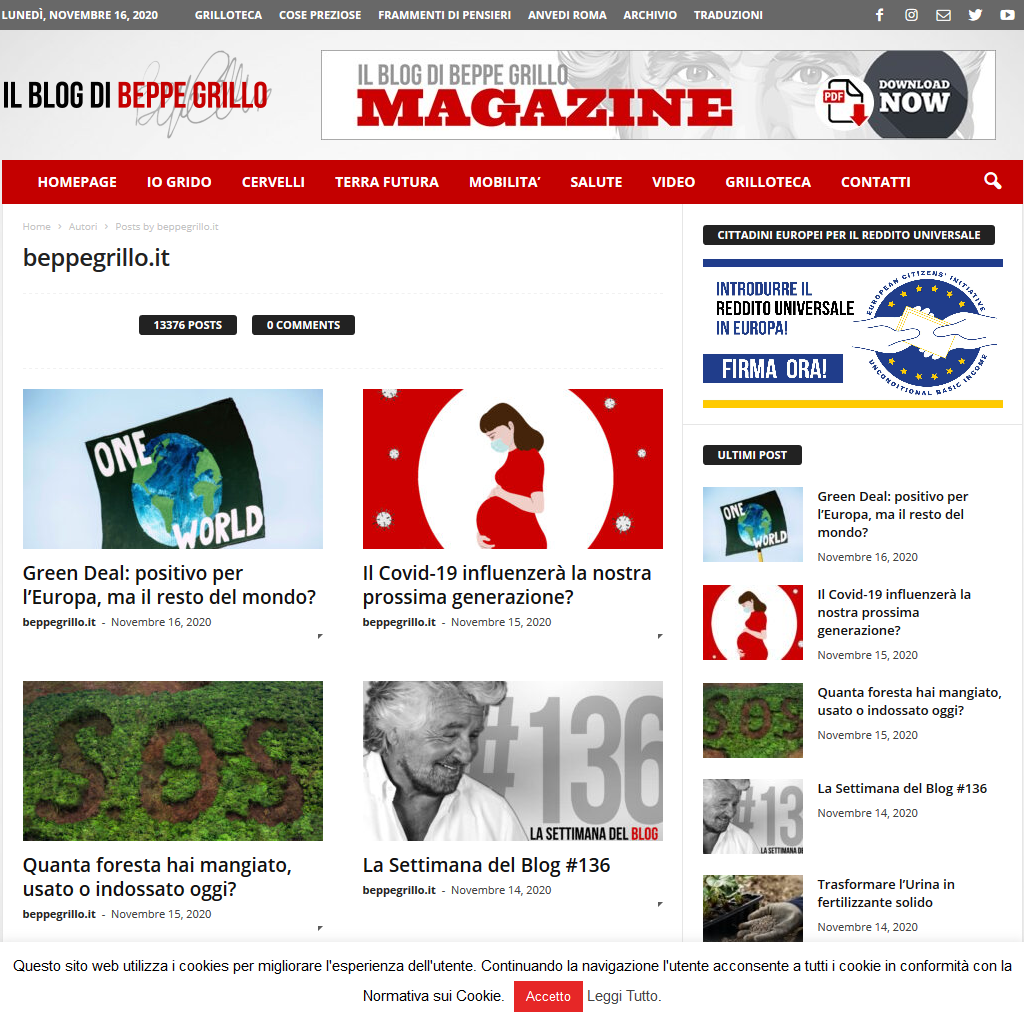 LUNEDÌ, NOVEMBRE 16, 2020 GRILLOTECA COSE PREZIOSE FRAMMENTI DI PENSIERI ANVEDI ROMA ARCHIVIO TRADUZIONI
IL BLOG DI BEPPE GRILLO
IL BLOG DI BEPPE GRILLO
MAGAZINE
PDF
DOWNLOAD
NOW
HOMEPAGE IO GRIDO CERVELLI TERRA FUTURA MOBILITA’ SALUTE VIDEO GRILLOTECA CONTATTI
Home › Autori › Posts by beppegrillo.it
beppegrillo.it
13376 POSTS 0 COMMENTS
ONE
WORLD
Green Deal: positivo per
l’Europa, ma il resto del mondo?
beppegrillo.it - Novembre 16, 2020
Il Covid-19 influenzerà la nostra
prossima generazione?
beppegrillo.it - Novembre 15, 2020
SOS
Quanta foresta hai mangiato,
usato o indossato oggi?
beppegrillo.it - Novembre 15, 2020
#136
LA SETTIMANA DEL BLOG
La Settimana del Blog #136
beppegrillo.it - Novembre 14, 2020
CITTADINI EUROPEI PER IL REDDITO UNIVERSALE
INTRODURRE IL
REDDITO UNIVERSALE
IN EUROPA!
FIRMA ORA!
EUROPEAN CITIZENS' INITIATIVE
UNCONDITIONAL BASIC INCOME
ULTIMI POST
ONE
WORLD
Green Deal: positivo per
l’Europa, ma il resto del
mondo?
Novembre 16, 2020
Il Covid-19 influenzerà la
nostra prossima
generazione?
Novembre 15, 2020
SOS
Quanta foresta hai mangiato,
usato o indossato oggi?
Novembre 15, 2020
#13
LA SETTIMANA DE
La Settimana del Blog #136
Novembre 14, 2020
Trasformare l’Urina in
fertilizzante solido
Novembre 14, 2020
Questo sito web utilizza i cookies per migliorare l'esperienza dell'utente. Continuando la navigazione l'utente acconsente a tutti i cookie in conformità con la
Normativa sui Cookie. Accetto Leggi Tutto.